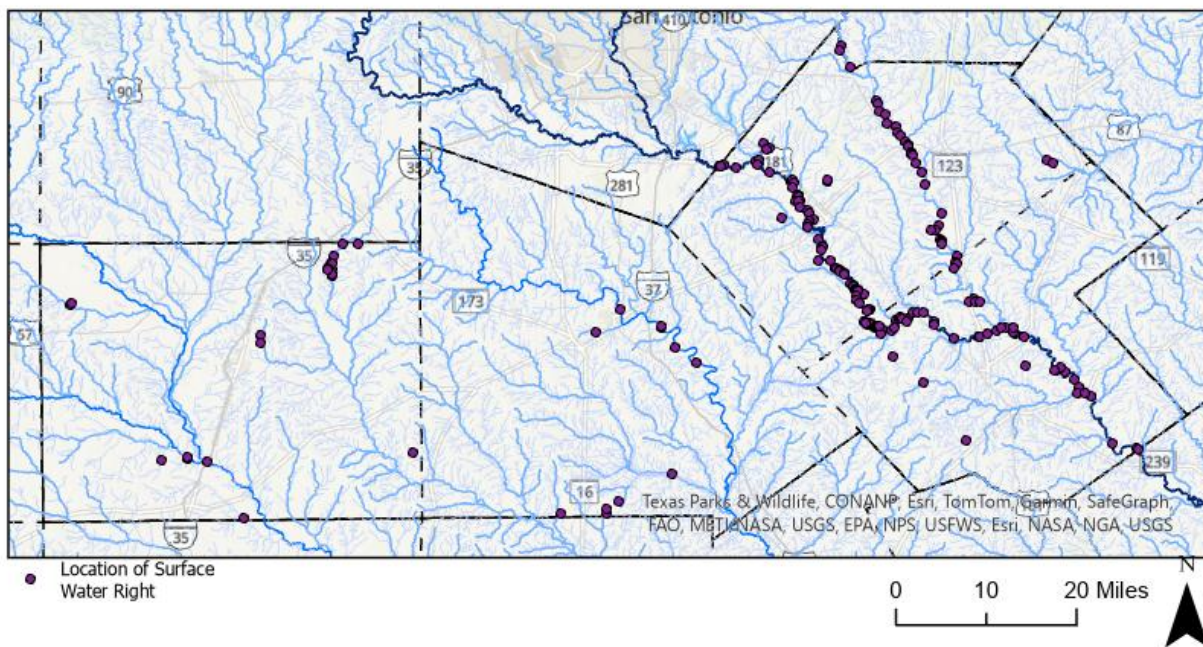 San Antonio
410
90
87
35
181
123
281
35
119
37
173
57
16
239
Texas Parks & Wildlife, CONANP, Esri, TomTom, Garmin, SafeGraph,
FAO, METI/NASA, USGS, EPA, NPS, USFWS, Esri, NASA, NGA, USGS
35
Location of Surface
Water Right
N
0 10 20 Miles